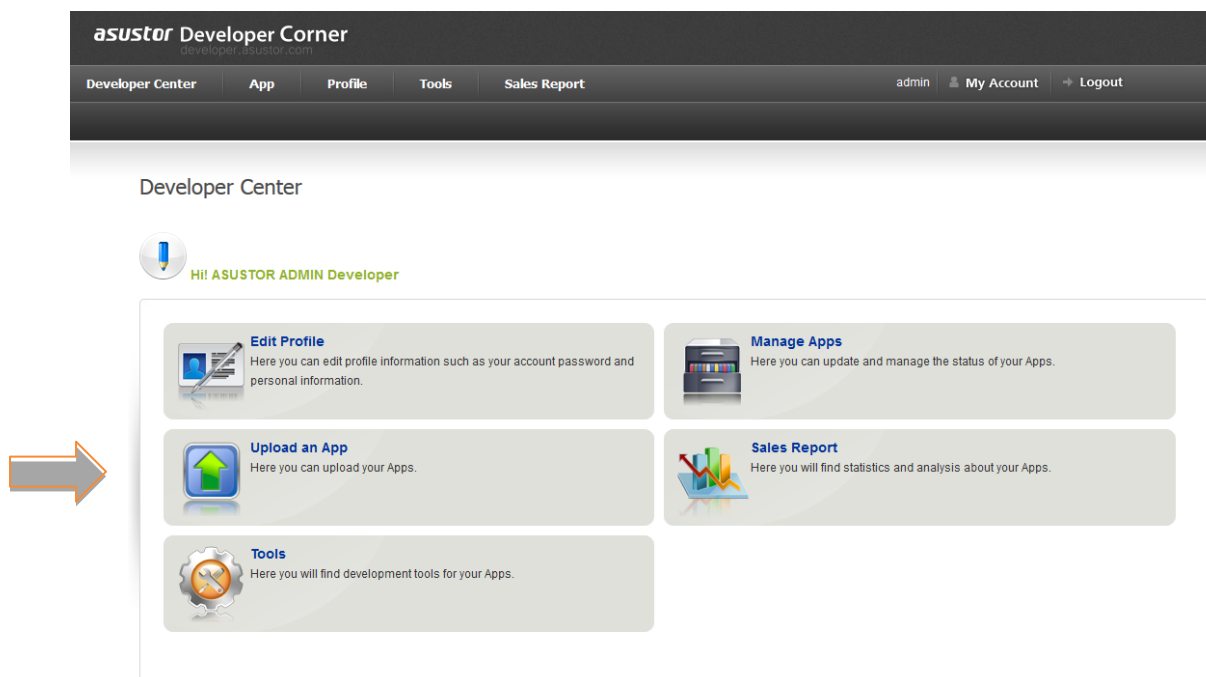 asustor Developer Corner
developer.asustor.com
Developer Center App Profile Tools Sales Report admin My Account Logout
Developer Center
Hi! ASUSTOR ADMIN Developer
Edit Profile
Here you can edit profile information such as your account password and
personal information.
Manage Apps
Here you can update and manage the status of your Apps.
Upload an App
Here you can upload your Apps.
Sales Report
Here you will find statistics and analysis about your Apps.
Tools
Here you will find development tools for your Apps.